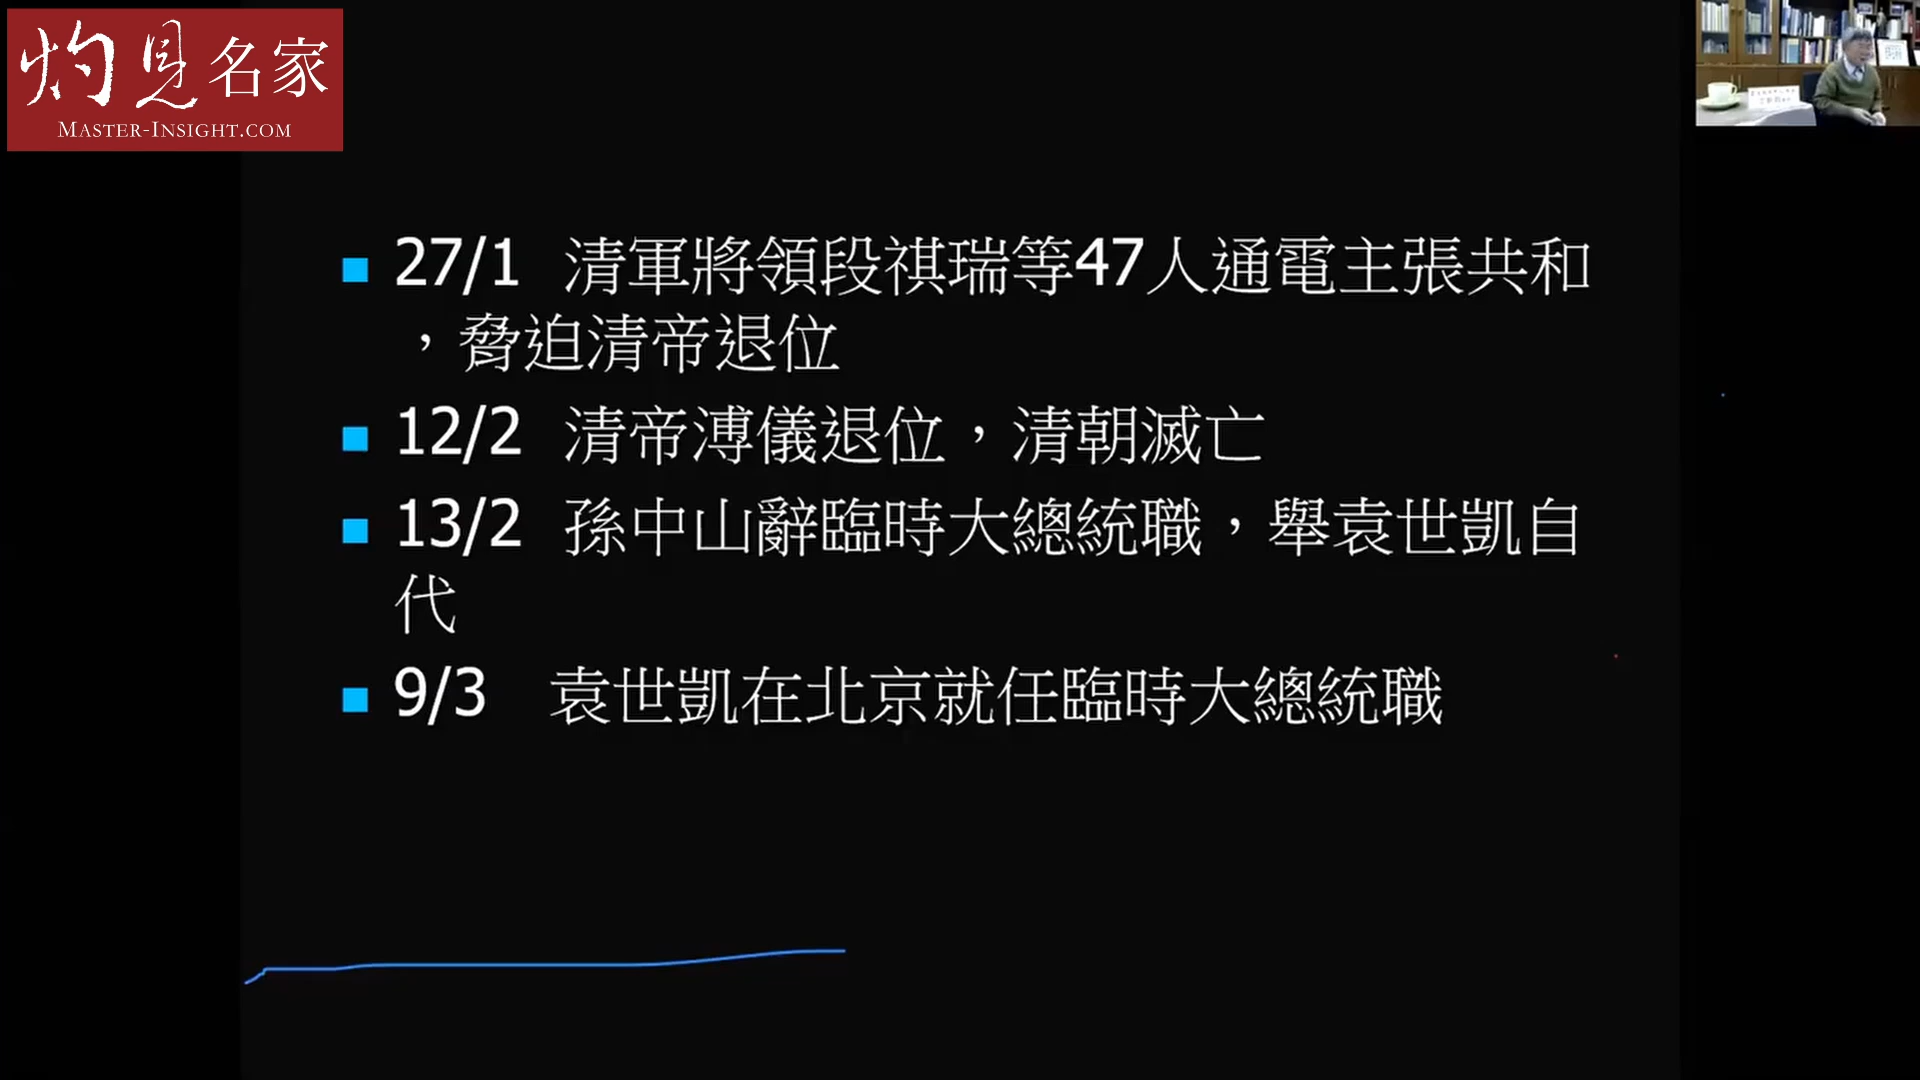 灼見名家
MASTER-INSIGHT.COM
27/1 清軍將領段祺瑞等47人通電主張共和
，脅迫清帝退位
12/2 清帝溥儀退位，清朝滅亡
13/2 孫中山辭臨時大總統職，舉袁世凱自
代
9/3 袁世凱在北京就任臨時大總統職